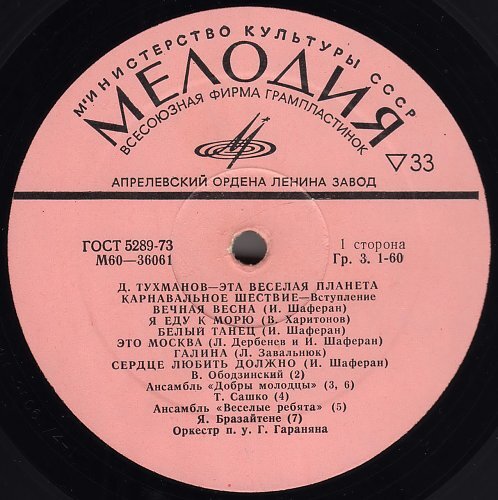 МИНИСТЕРСТВО КУЛЬТУРЫ СССР
МЕЛОДИЯ
ВСЕСОЮЗНАЯ ФИРМА ГРАМПЛАСТИНОК
▽33
АПРЕЛЕВСКИЙ ОРДЕНА ЛЕНИНА ЗАВОД
ГОСТ 5289-73
М60—36061
1 сторона
Гр. 3. 1-60
Д. ТУХМАНОВ—ЭТА ВЕСЕЛАЯ ПЛАНЕТА
КАРНАВАЛЬНОЕ ШЕСТВИЕ—Вступление
ВЕЧНАЯ ВЕСНА (И. Шаферан)
Я ЕДУ К МОРЮ (В. Харитонов)
БЕЛЫЙ ТАНЕЦ (И. Шаферан)
ЭТО МОСКВА (Л. Дербенев и И. Шаферан)
ГАЛИНА (Л. Завальнюк)
СЕРДЦЕ ЛЮБИТЬ ДОЛЖНО (И. Шаферан)
В. Ободзинский (2)
Ансамбль «Добры молодцы» (3, 6)
Т. Сашко (4)
Ансамбль «Веселые ребята» (5)
Я. Бразайтене (7)
Оркестр п. у. Г. Гараняна